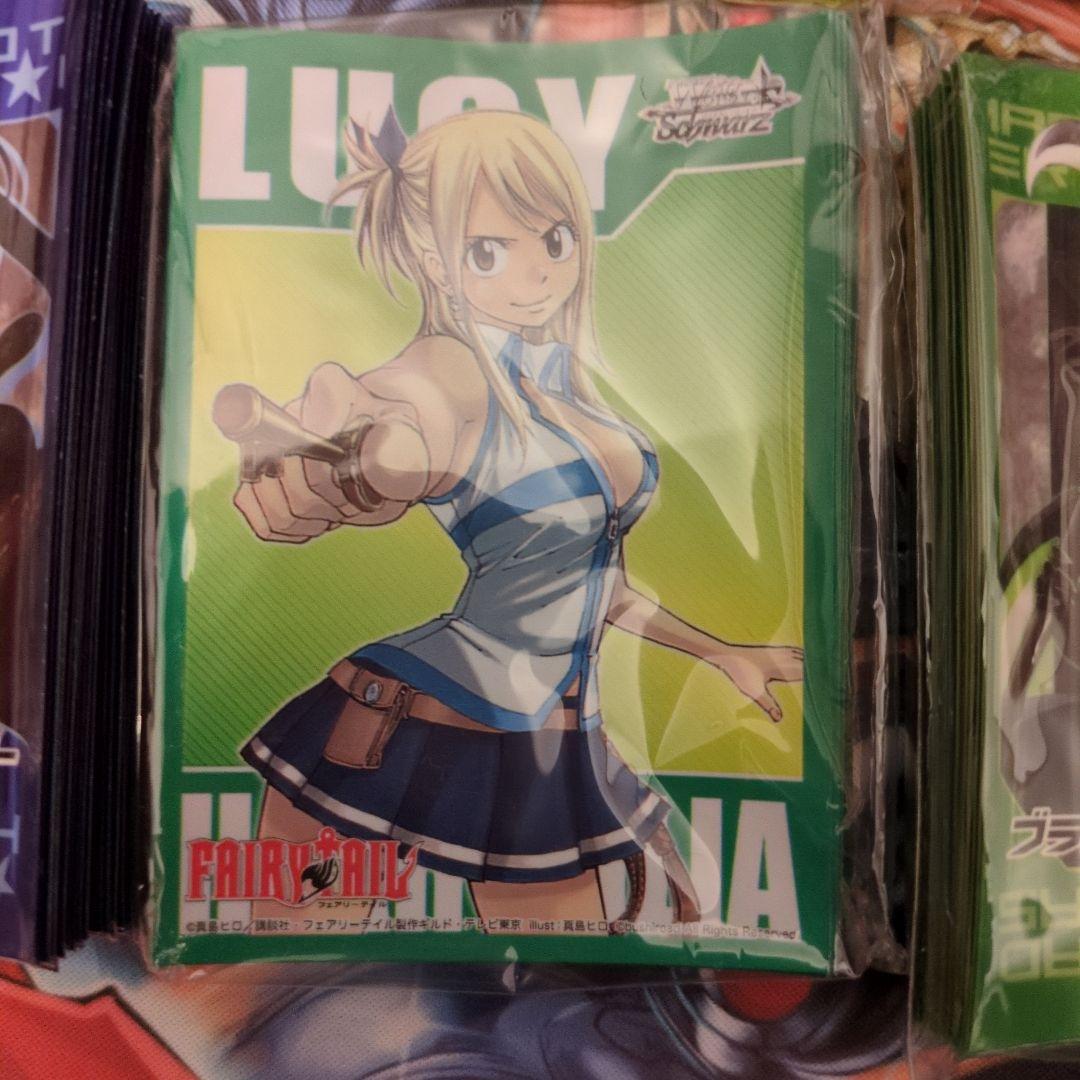 LUCY
Weiß
Schwarz
FAIRY TAIL
フェアリーテイル
©真島ヒロ/講談社・フェアリーテイル製作ギルド・テレビ東京 illust:真島ヒロ ©bushiroad All Rights Reserved
ブラ